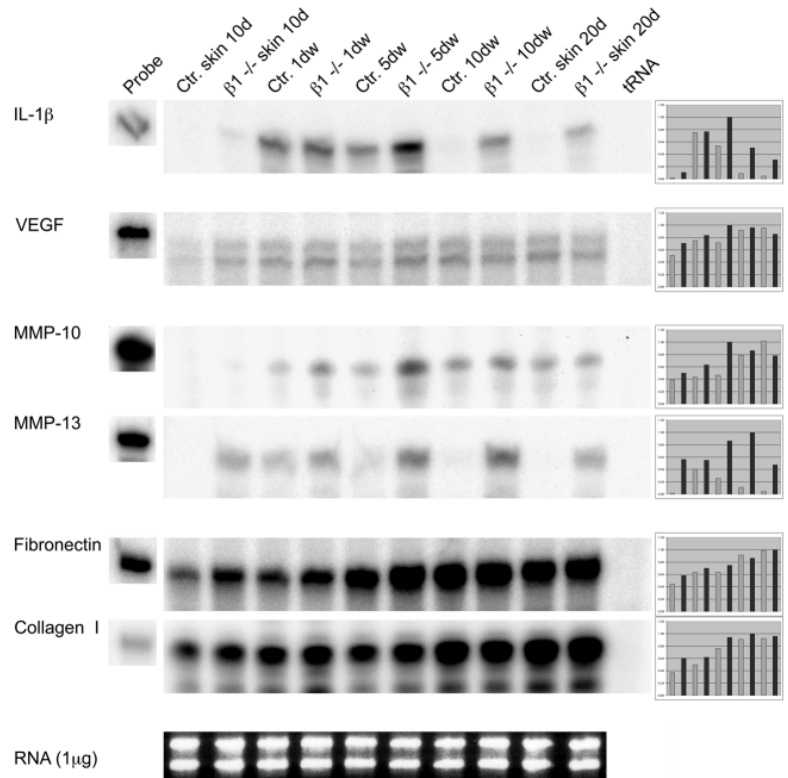 Probe
Ctr. skin 10d
β1 -/- skin 10d
Ctr. 1dw
β1 -/- 1dw
Ctr. 5dw
β1 -/- 5dw
Ctr. 10dw
β1 -/- 10dw
Ctr. skin 20d
β1 -/- skin 20d
tRNA
IL-1β
VEGF
MMP-10
MMP-13
Fibronectin
Collagen I
RNA (1μg)